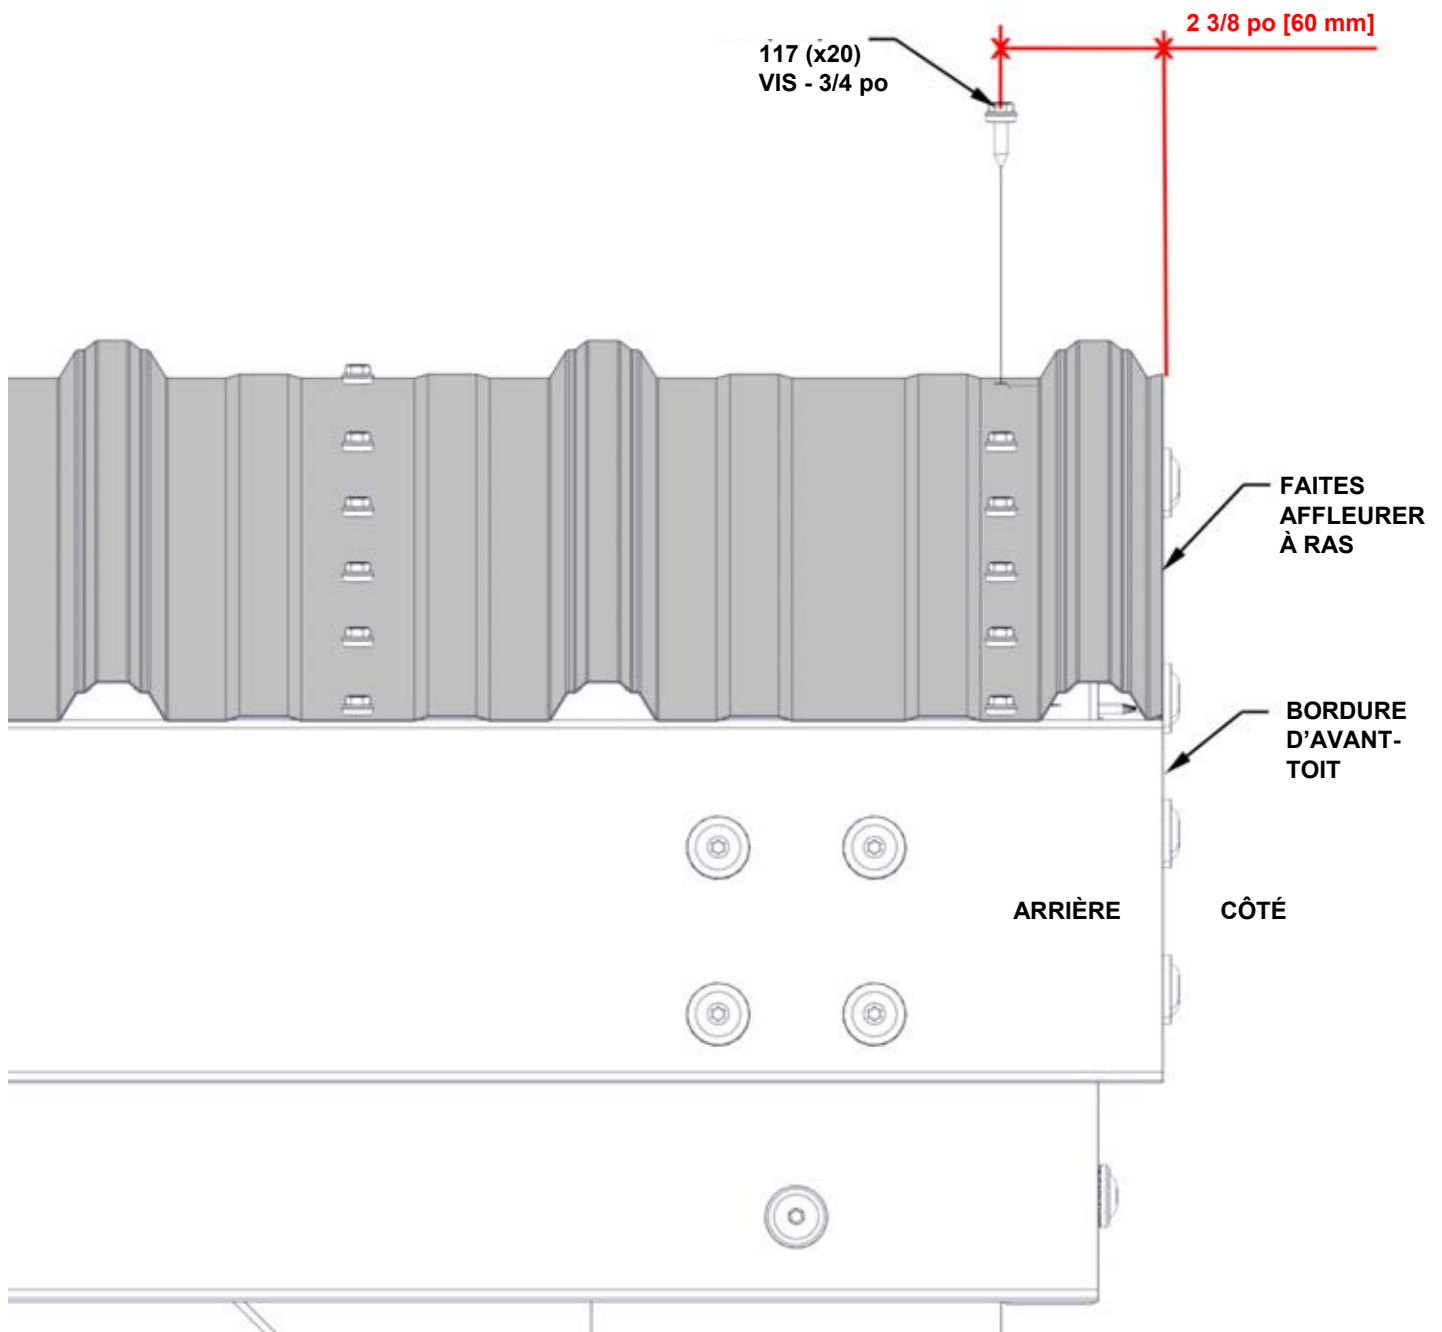 2 3/8 po [60 mm]
117 (x20)
VIS - 3/4 po
FAITES
AFFLEURER
À RAS
BORDURE
D’AVANT-
TOIT
ARRIÈRE
CÔTÉ